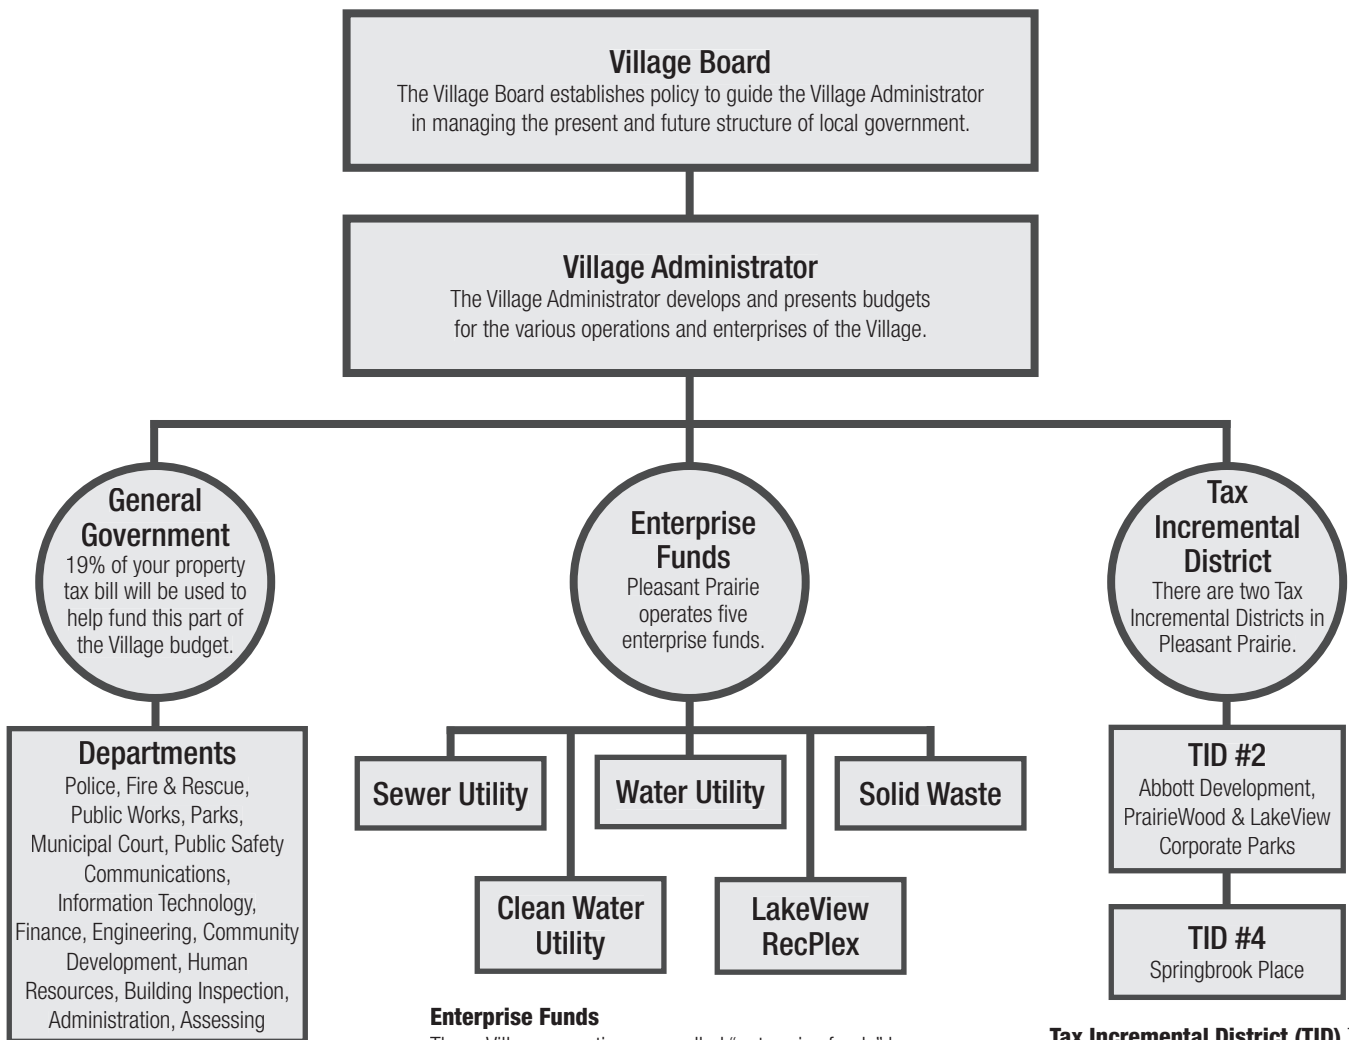 Village Board
The Village Board establishes policy to guide the Village Administrator
in managing the present and future structure of local government.
Village Administrator
The Village Administrator develops and presents budgets
for the various operations and enterprises of the Village.
General
Government
19% of your property
tax bill will be used to
help fund this part of
the Village budget.
Enterprise
Funds
Pleasant Prairie
operates five
enterprise funds.
Tax
Incremental
District
There are two Tax
Incremental Districts in
Pleasant Prairie.
Departments
Police, Fire & Rescue,
Public Works, Parks,
Municipal Court, Public Safety
Communications,
Information Technology,
Finance, Engineering, Community
Development, Human
Resources, Building Inspection,
Administration, Assessing
Sewer Utility
Water Utility
Solid Waste
Clean Water
Utility
LakeView
RecPlex
TID #2
Abbott Development,
PrairieWood & LakeView
Corporate Parks
TID #4
Springbrook Place
Enterprise Funds
Tax Incremental District (TID)